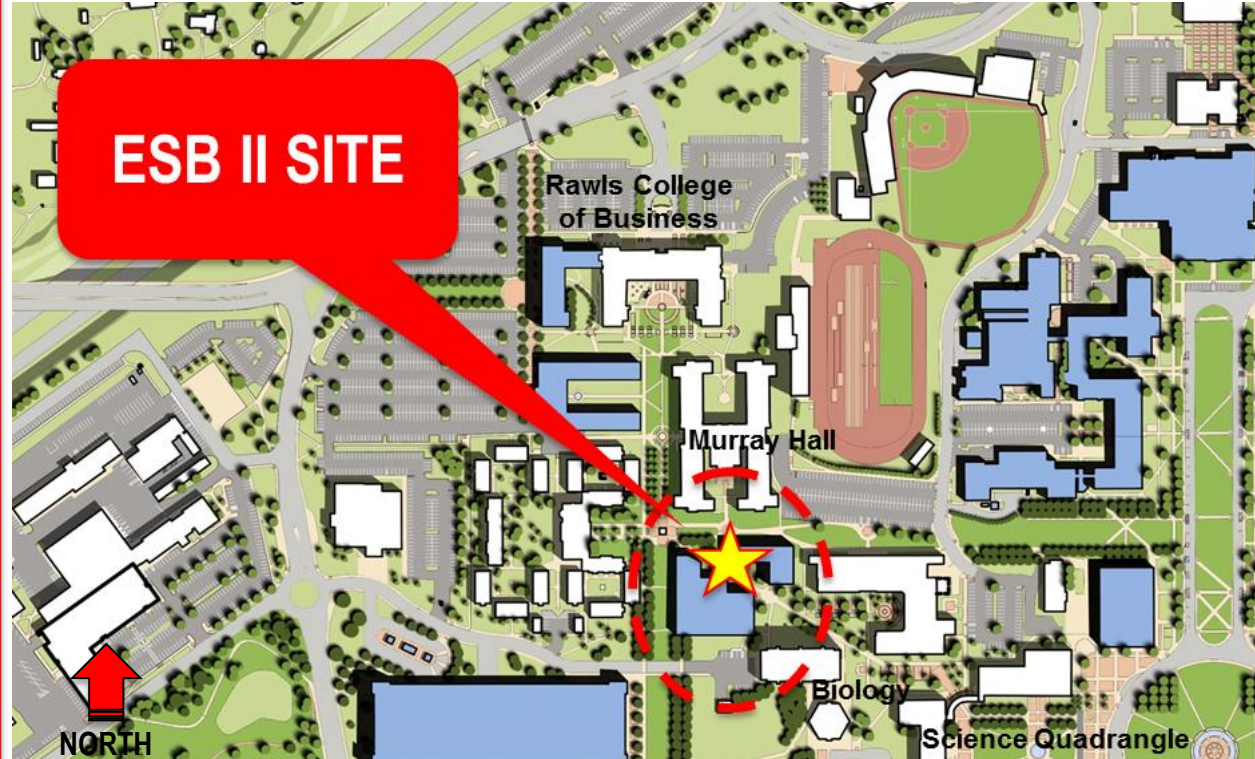 ESB II SITE
Rawls College
of Business
Murray Hall
Biology
Science Quadrangle
NORTH